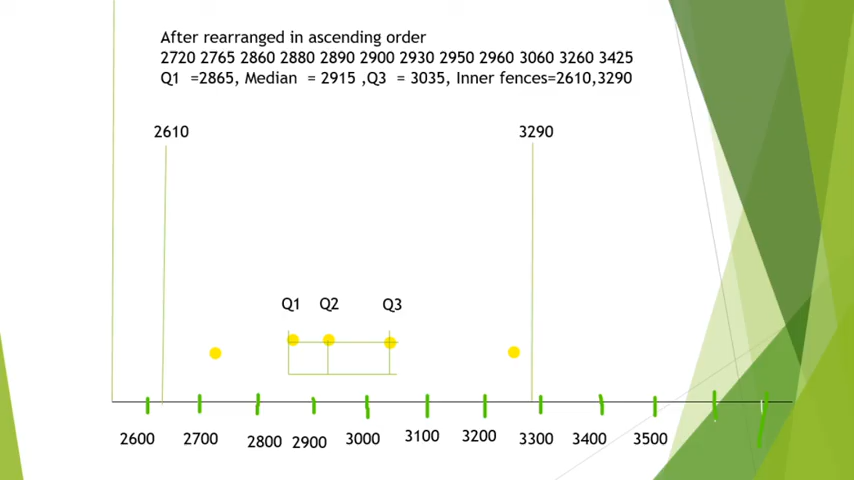 After rearranged in ascending order
2720 2765 2860 2880 2890 2900 2930 2950 2960 3060 3260 3425
Q1 =2865, Median = 2915 ,Q3 = 3035, Inner fences=2610,3290
2610 3290
Q1 Q2 Q3
2600 2700 2800 2900 3000 3100 3200 3300 3400 3500